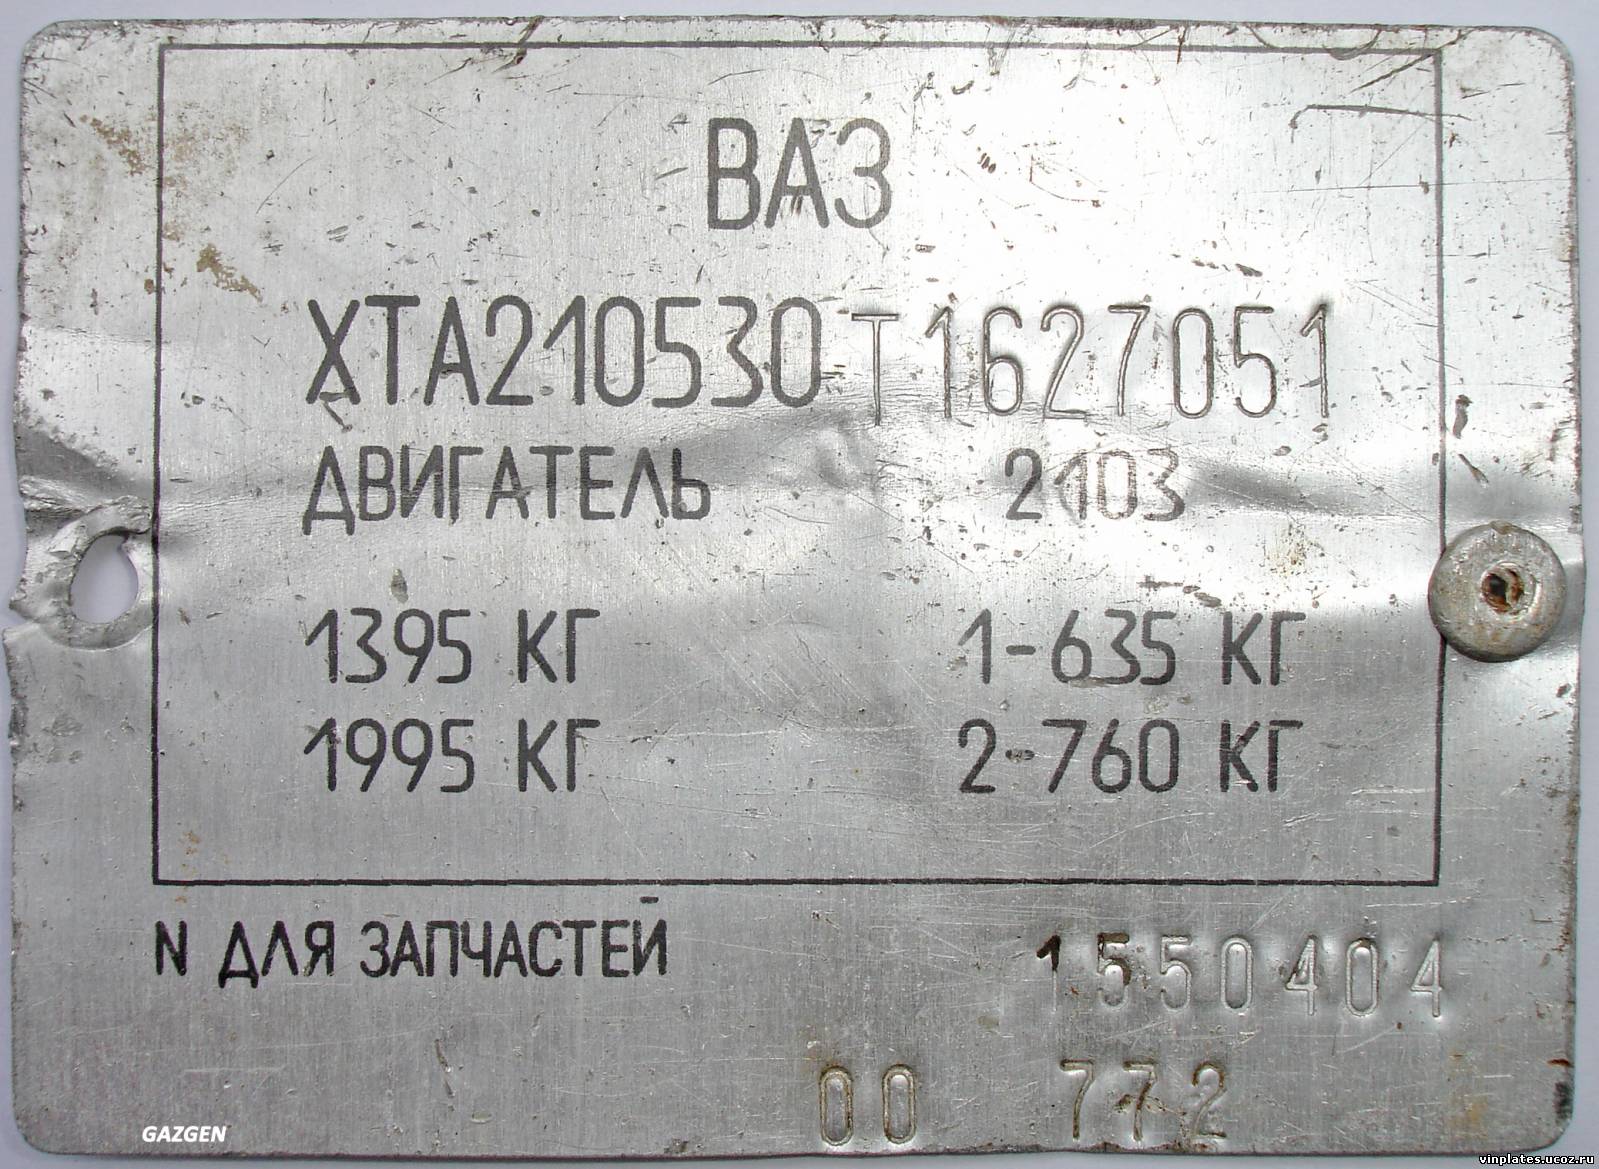 ВАЗ
ХТА210530 Т1627051
ДВИГАТЕЛЬ 2103
1395 КГ 1-635 КГ
1995 КГ 2-760 КГ
N ДЛЯ ЗАПЧАСТЕЙ 1550404
00 772
GAZGEN
vinplates.ucoz.ru